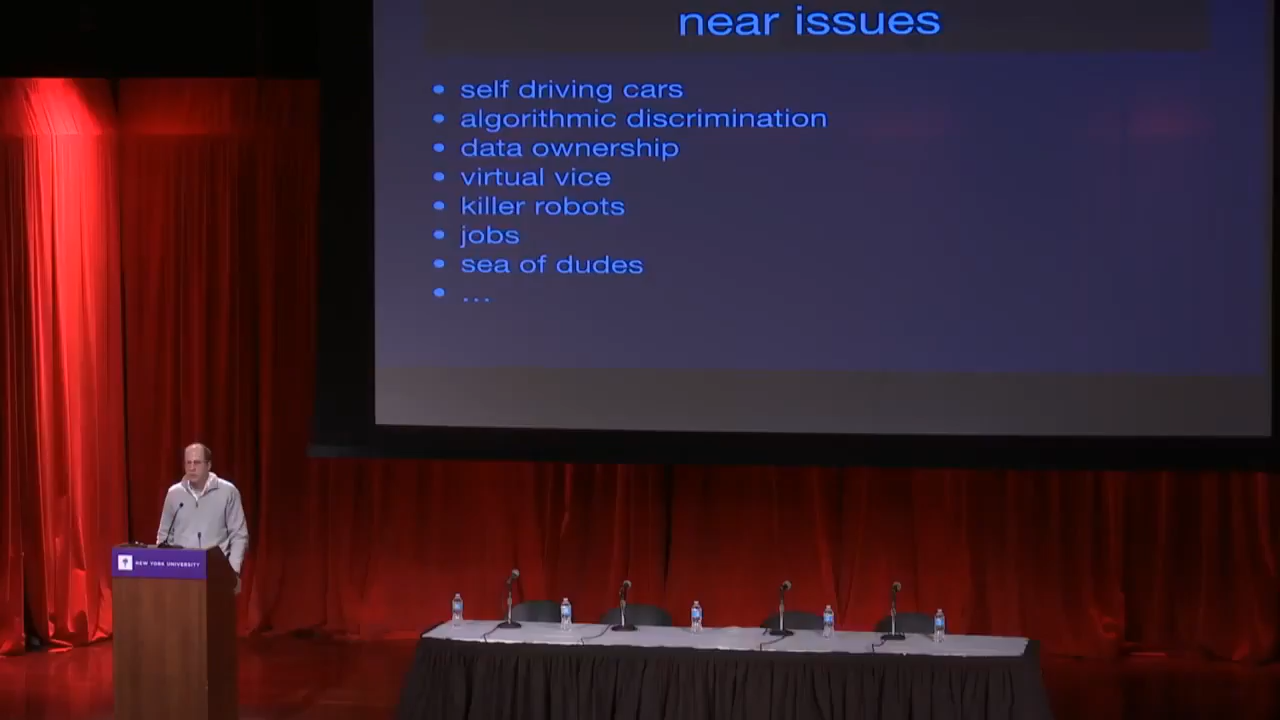 near issues
• self driving cars
• algorithmic discrimination
• data ownership
• virtual vice
• killer robots
• jobs
• sea of dudes
• ...
NEW YORK UNIVERSITY